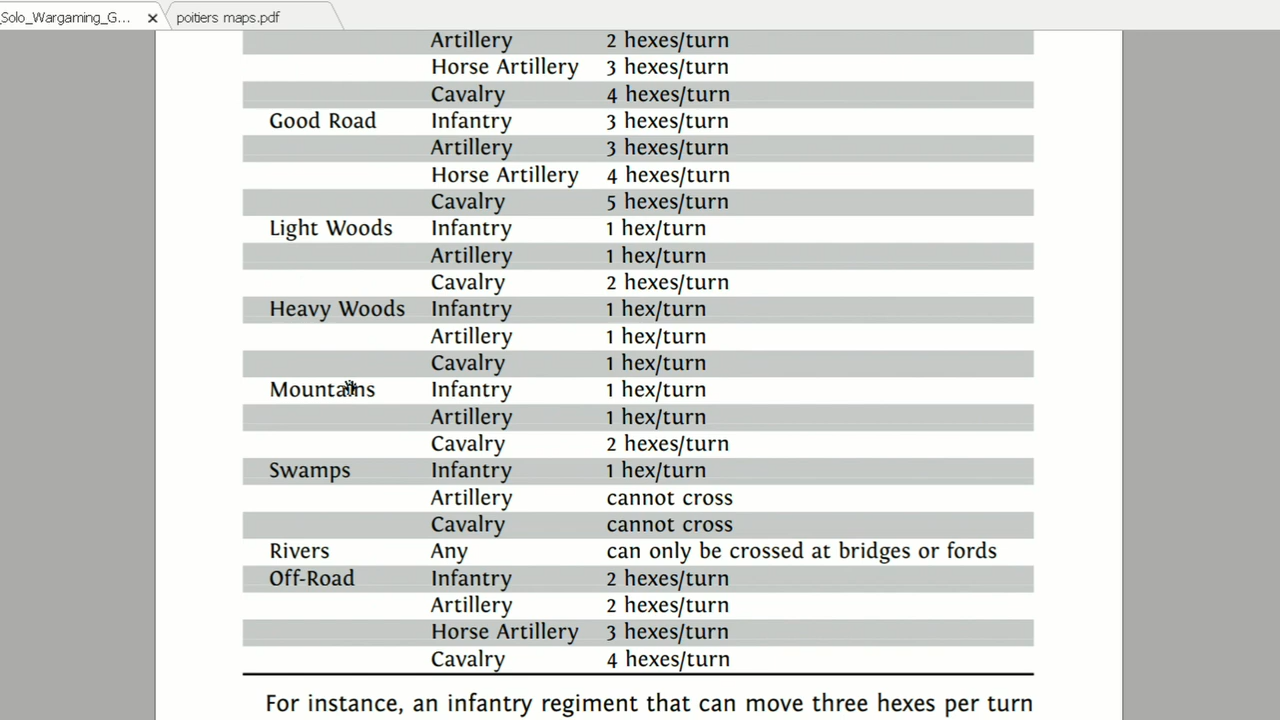 _Solo_Wargaming_G... poitiers maps.pdf
Artillery 2 hexes/turn
Horse Artillery 3 hexes/turn
Cavalry 4 hexes/turn
Good Road Infantry 3 hexes/turn
Artillery 3 hexes/turn
Horse Artillery 4 hexes/turn
Cavalry 5 hexes/turn
Light Woods Infantry 1 hex/turn
Artillery 1 hex/turn
Cavalry 2 hexes/turn
Heavy Woods Infantry 1 hex/turn
Artillery 1 hex/turn
Cavalry 1 hex/turn
Mountains Infantry 1 hex/turn
Artillery 1 hex/turn
Cavalry 2 hexes/turn
Swamps Infantry 1 hex/turn
Artillery cannot cross
Cavalry cannot cross
Rivers Any can only be crossed at bridges or fords
Off-Road Infantry 2 hexes/turn
Artillery 2 hexes/turn
Horse Artillery 3 hexes/turn
Cavalry 4 hexes/turn
For instance, an infantry regiment that can move three hexes per turn